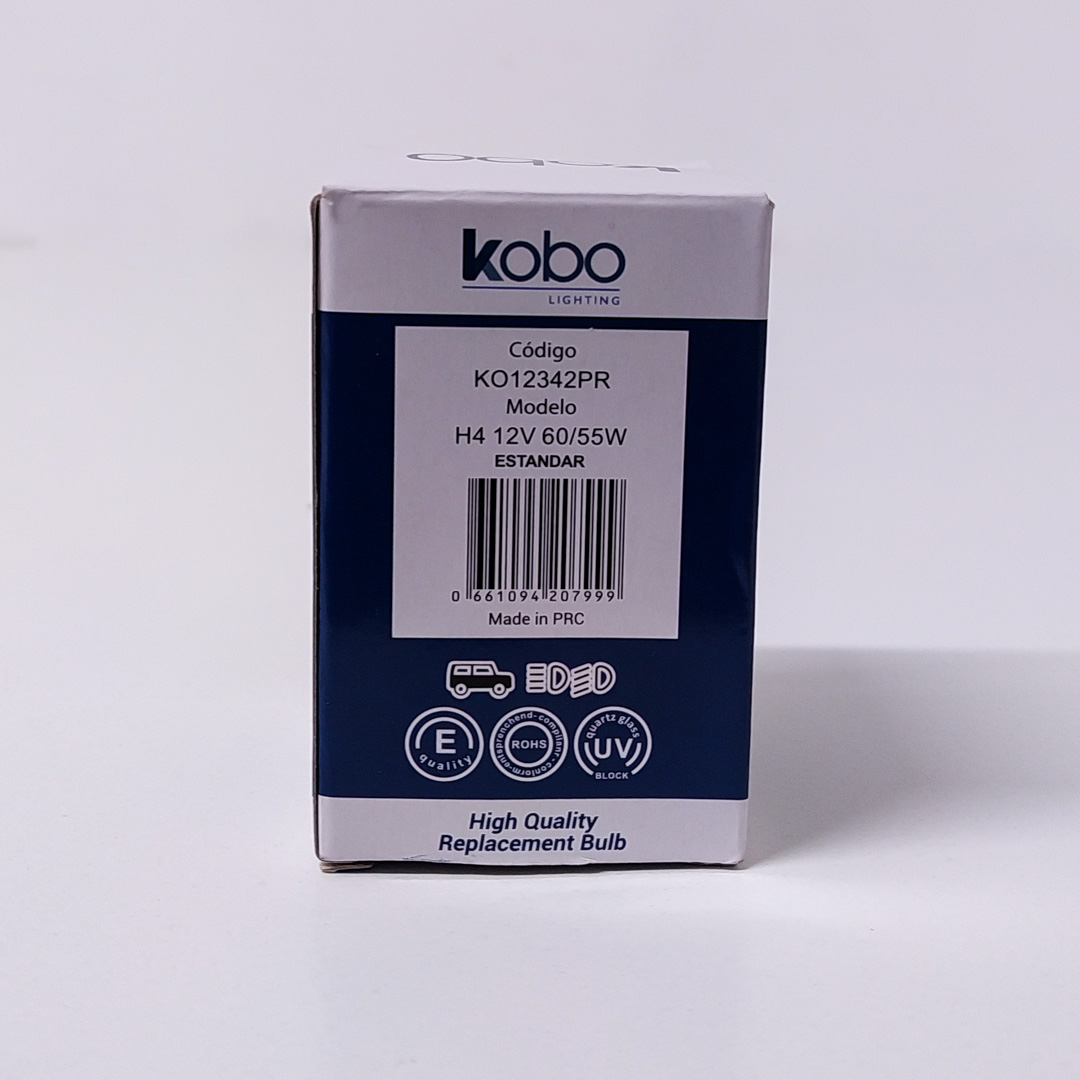 kobo
kobo
LIGHTING
Código
KO12342PR
Modelo
H4 12V 60/55W
ESTANDAR
0 661094 207999
Made in PRC
E
quality
ROHS
quartz glass
UV
BLOCK
High Quality
Replacement Bulb